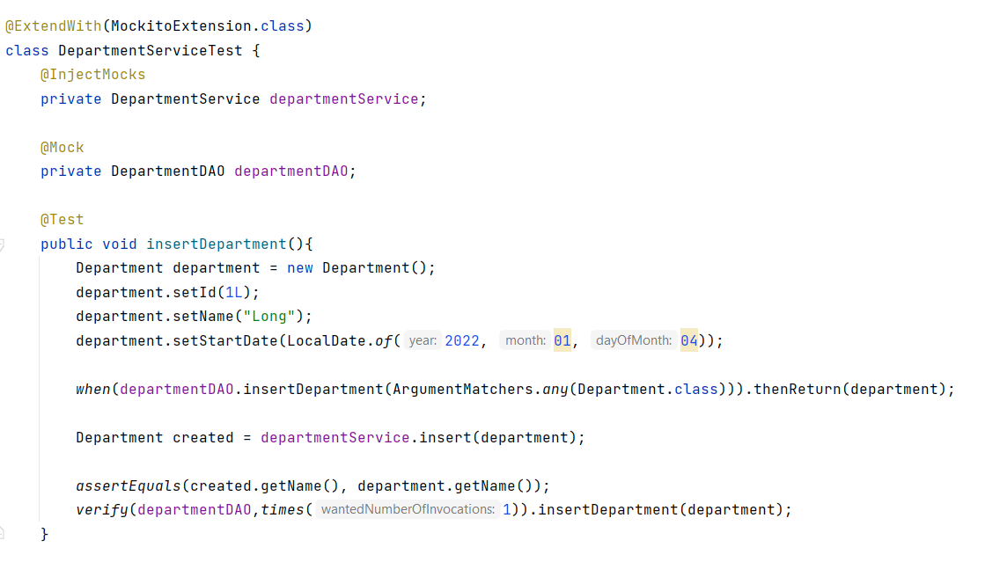 @ExtendWith(MockitoExtension.class)
class DepartmentServiceTest {
    @InjectMocks
    private DepartmentService departmentService;

    @Mock
    private DepartmentDAO departmentDAO;

    @Test
    public void insertDepartment(){
        Department department = new Department();
        department.setId(1L);
        department.setName("Long");
        department.setStartDate(LocalDate.of( year: 2022, month: 01, dayOfMonth: 04));

        when(departmentDAO.insertDepartment(ArgumentMatchers.any(Department.class))).thenReturn(department);

        Department created = departmentService.insert(department);

        assertEquals(created.getName(), department.getName());
        verify(departmentDAO,times( wantedNumberOfInvocations: 1)).insertDepartment(department);
    }